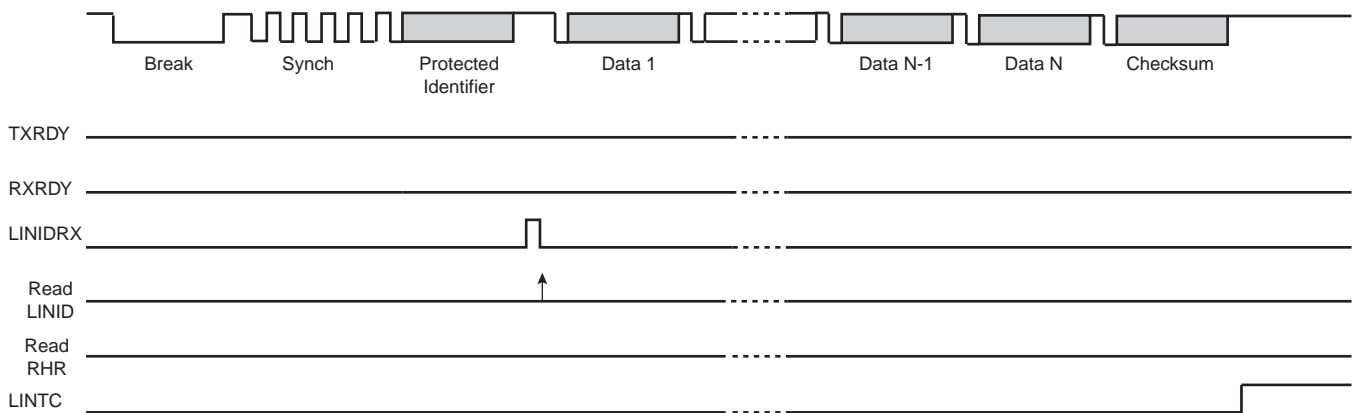 Break Synch Protected Data 1 Data N-1 Data N Checksum
Identifier
TXRDY
RXRDY
LINIDRX
Read
LINID
Read
RHR
LINTC